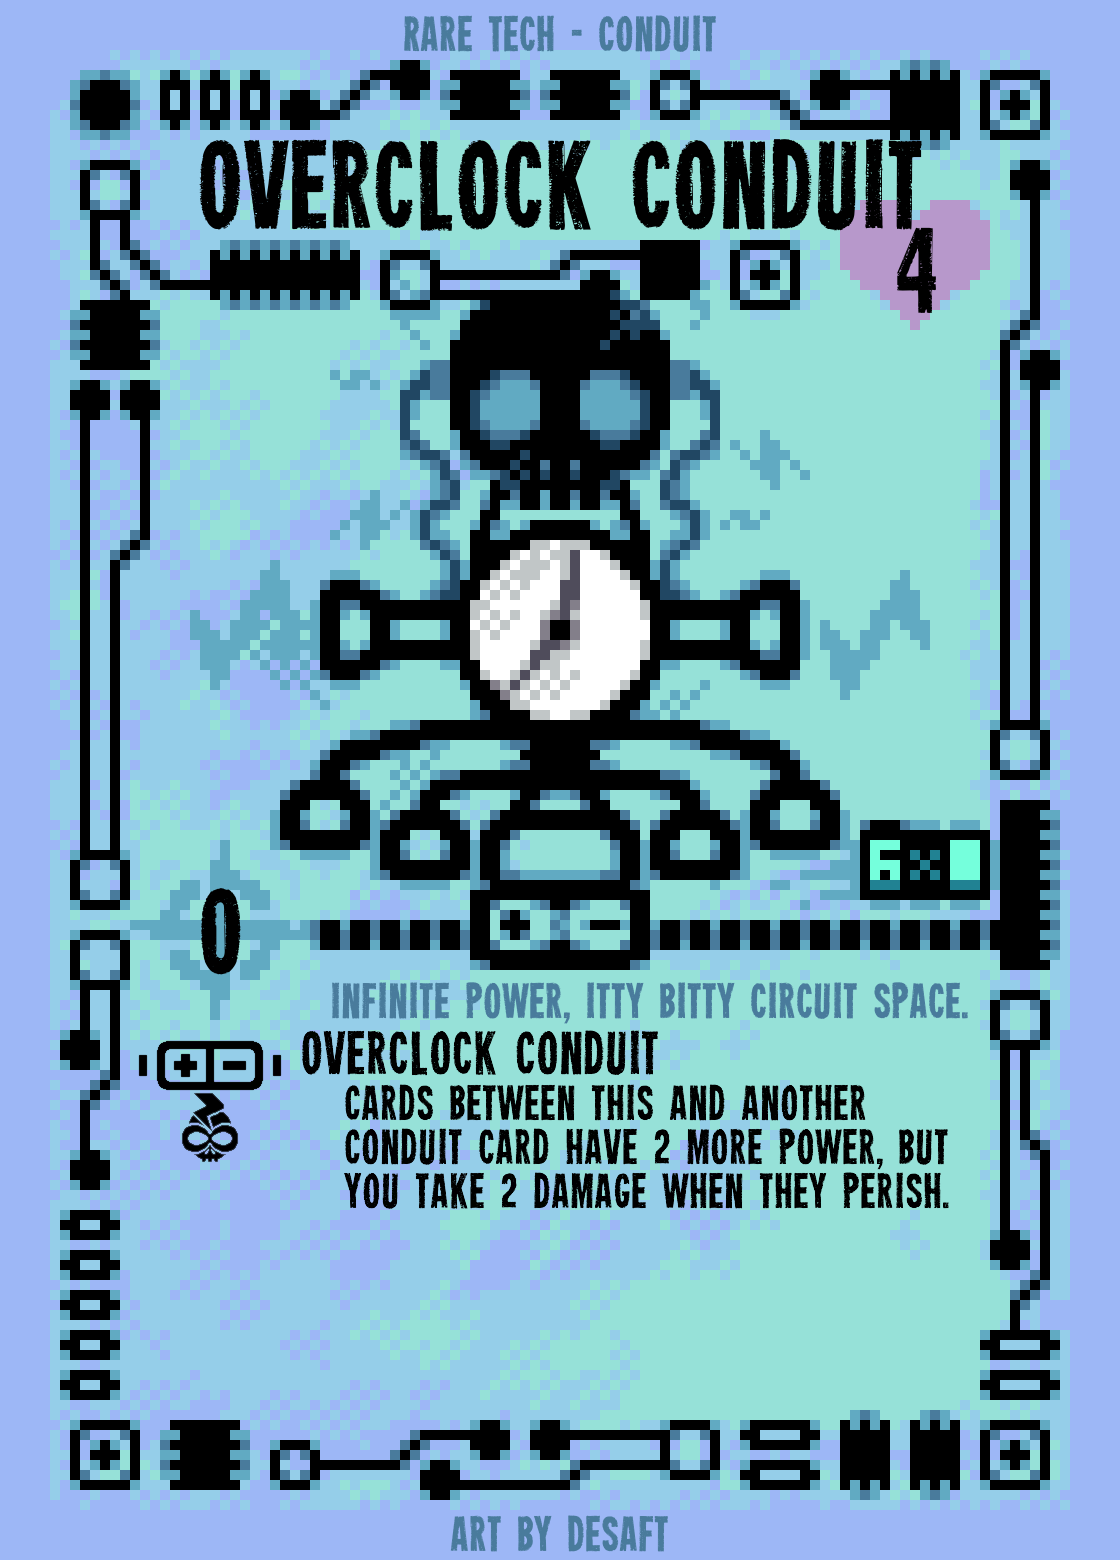 RARE TECH - CONDUIT
OVERCLOCK CONDUIT
4
6x
0
INFINITE POWER, ITTY BITTY CIRCUIT SPACE.
OVERCLOCK CONDUIT
CARDS BETWEEN THIS AND ANOTHER
CONDUIT CARD HAVE 2 MORE POWER, BUT
YOU TAKE 2 DAMAGE WHEN THEY PERISH.
ART BY DESAFT